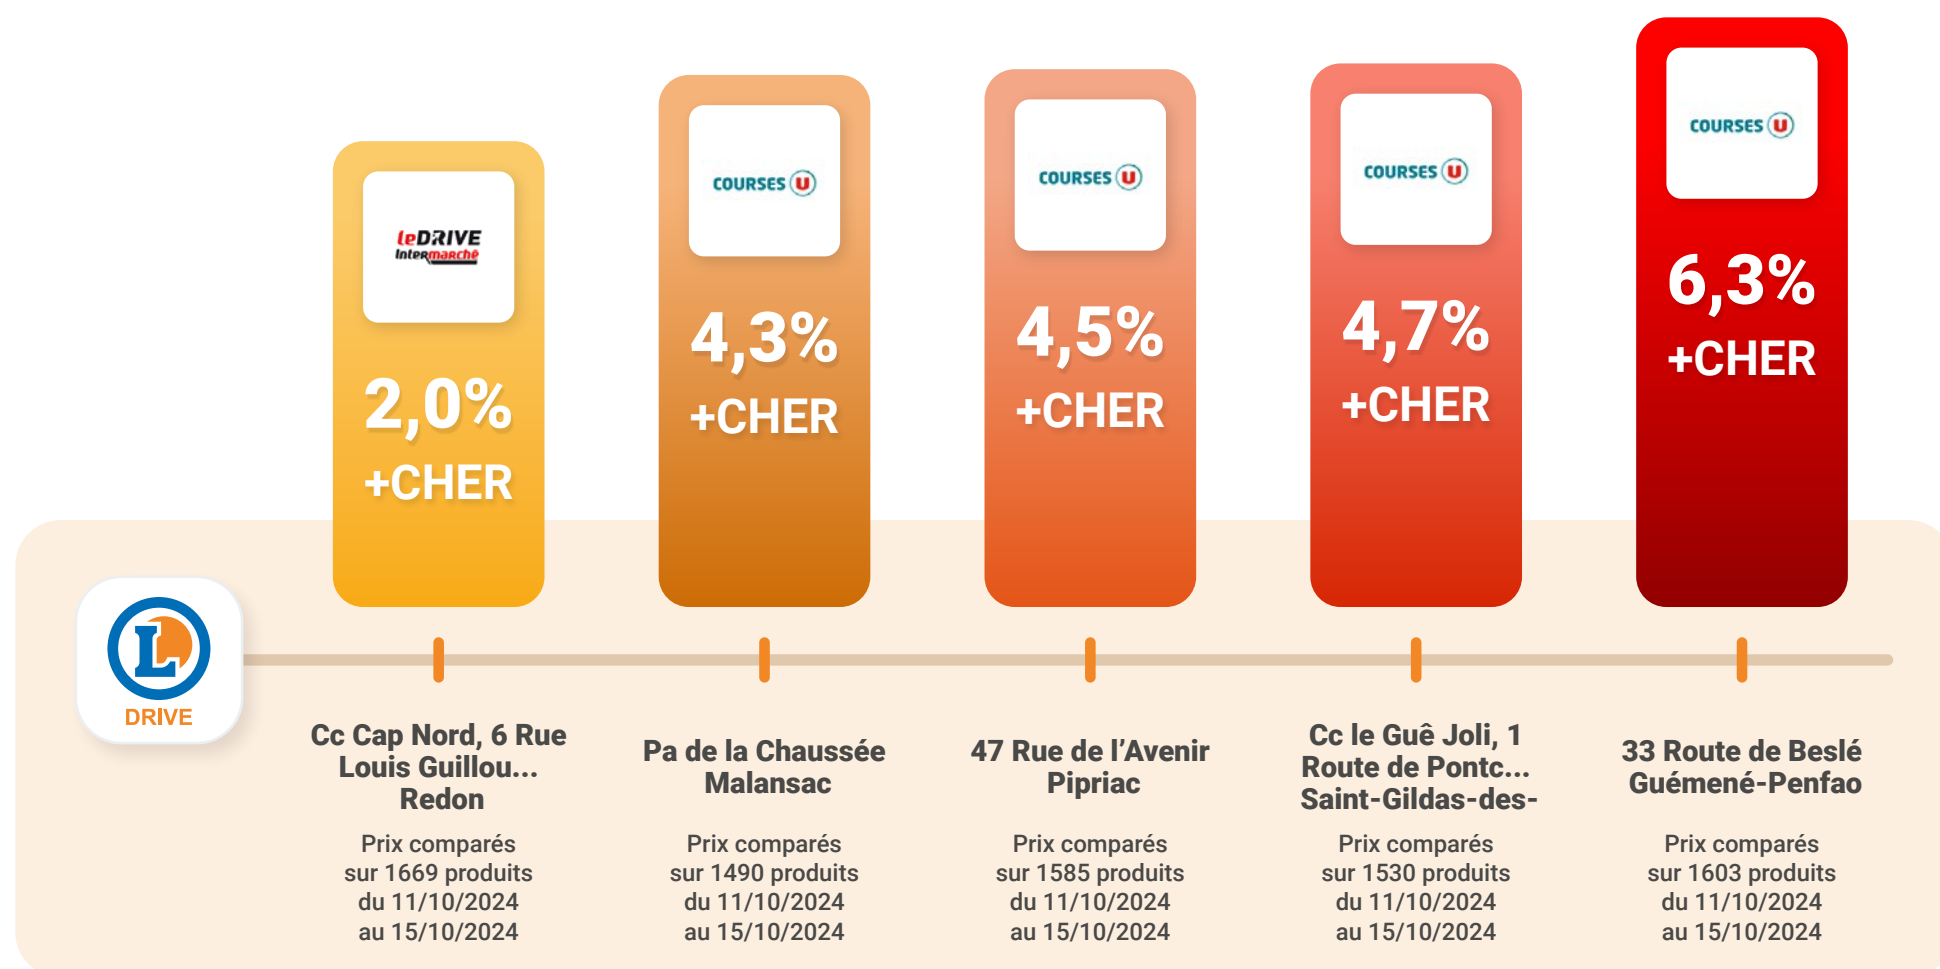 leDRIVE
Intermarché
2,0%
+CHER
COURSES U
4,3%
+CHER
COURSES U
4,5%
+CHER
COURSES U
4,7%
+CHER
COURSES U
6,3%
+CHER
L
DRIVE
Cc Cap Nord, 6 Rue
Louis Guillou...
Redon
Prix comparés
sur 1669 produits
du 11/10/2024
au 15/10/2024
Pa de la Chaussée
Malansac
Prix comparés
sur 1490 produits
du 11/10/2024
au 15/10/2024
47 Rue de l'Avenir
Pipriac
Prix comparés
sur 1585 produits
du 11/10/2024
au 15/10/2024
Cc le Guê Joli, 1
Route de Pontc...
Saint-Gildas-des-
Prix comparés
sur 1530 produits
du 11/10/2024
au 15/10/2024
33 Route de Beslé
Guémené-Penfao
Prix comparés
sur 1603 produits
du 11/10/2024
au 15/10/2024